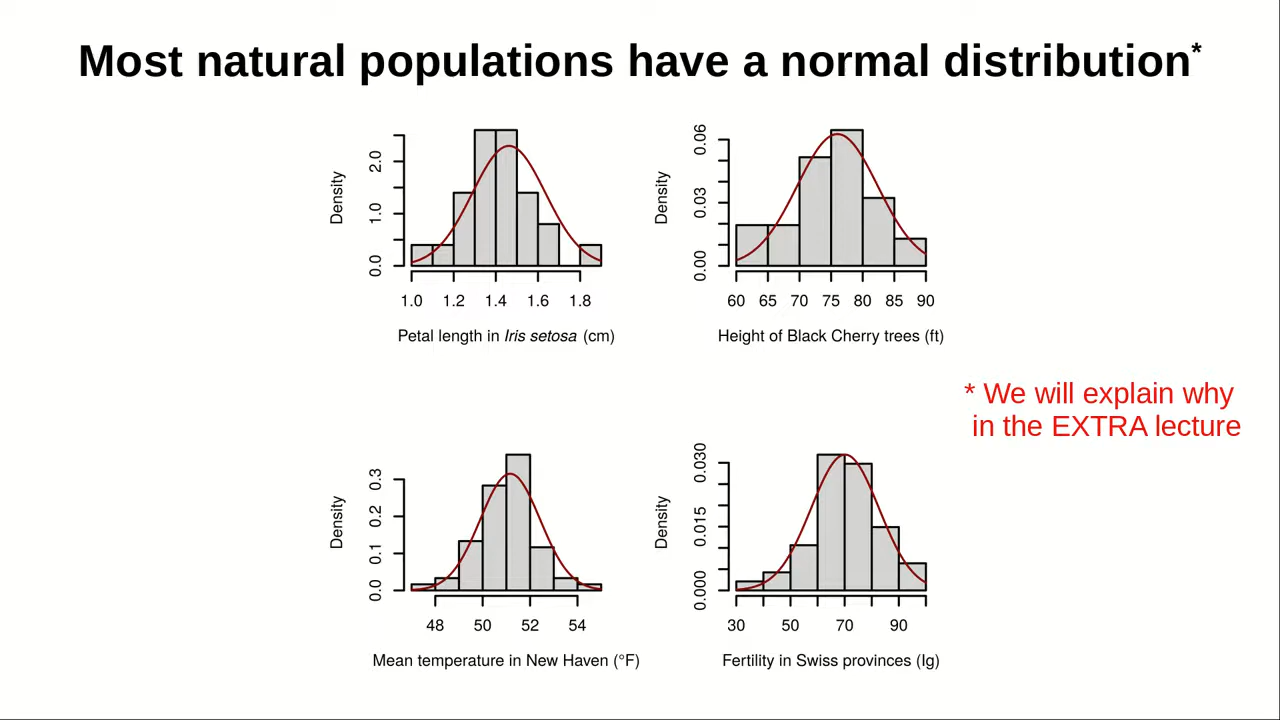 Most natural populations have a normal distribution*
Density
0.0 1.0 2.0
1.0 1.2 1.4 1.6 1.8
Petal length in Iris setosa (cm)
Density
0.00 0.03 0.06
60 65 70 75 80 85 90
Height of Black Cherry trees (ft)
* We will explain why
in the EXTRA lecture
Density
0.0 0.1 0.2 0.3
48 50 52 54
Mean temperature in New Haven (°F)
Density
0.000 0.015 0.030
30 50 70 90
Fertility in Swiss provinces (Ig)